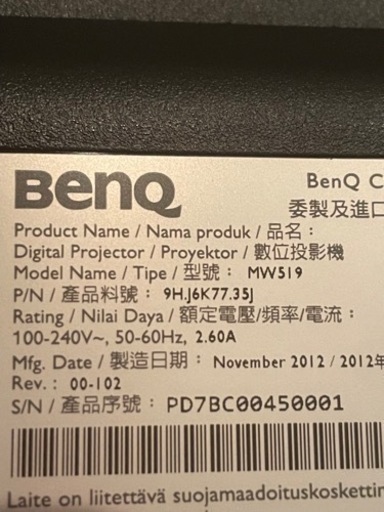 BenQ
BenQ C
委製及進口
Product Name / Nama produk / 品名：
Digital Projector / Proyektor / 數位投影機
Model Name / Tipe / 型號： MW519
P/N / 產品料號： 9H.J6K77.35J
Rating / Nilai Daya / 額定電壓/頻率/電流：
100-240V~, 50-60Hz, 2.60A
Mfg. Date / 製造日期： November 2012 / 2012年
Rev. : 00-102
S/N / 產品序號： PD7BC00450001
Laite on liitettävä suojamaadoituskosketti